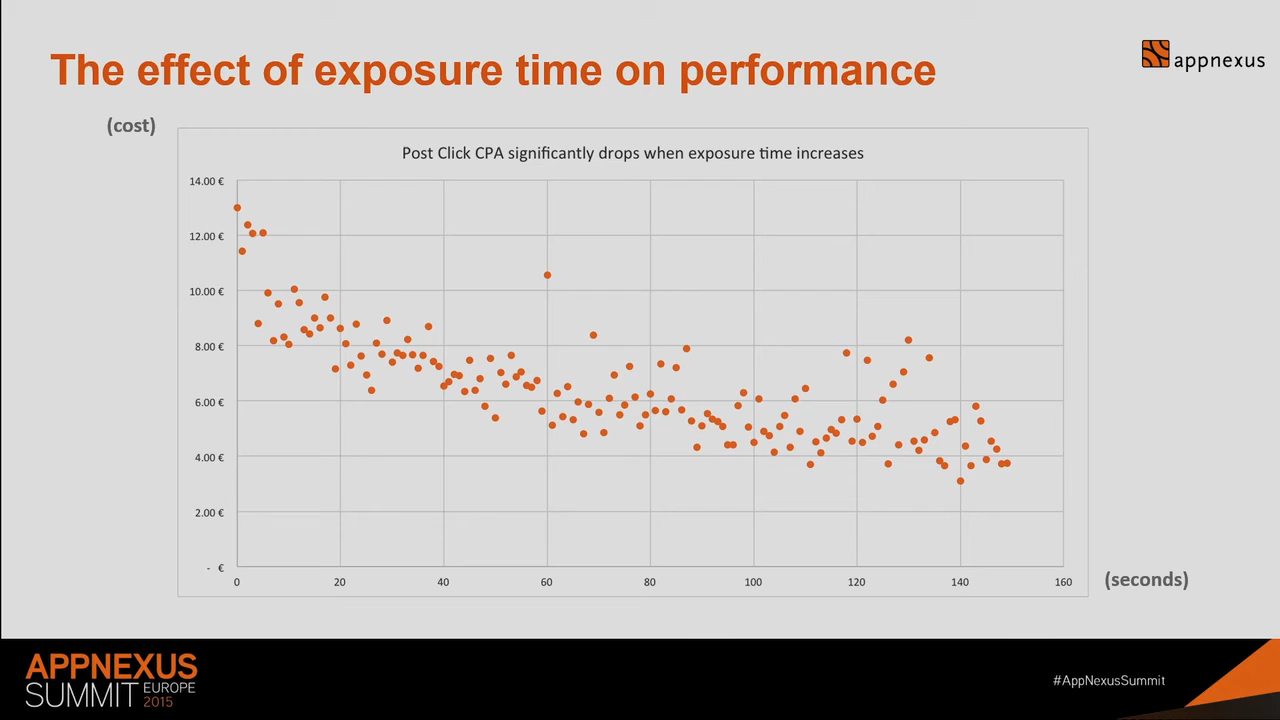 The effect of exposure time on performance
appnexus
(cost)
Post Click CPA significantly drops when exposure time increases
14.00 €
12.00 €
10.00 €
8.00 €
6.00 €
4.00 €
2.00 €
- €
0 20 40 60 80 100 120 140 160
(seconds)
APPNEXUS
SUMMIT EUROPE
2015
#AppNexusSummit